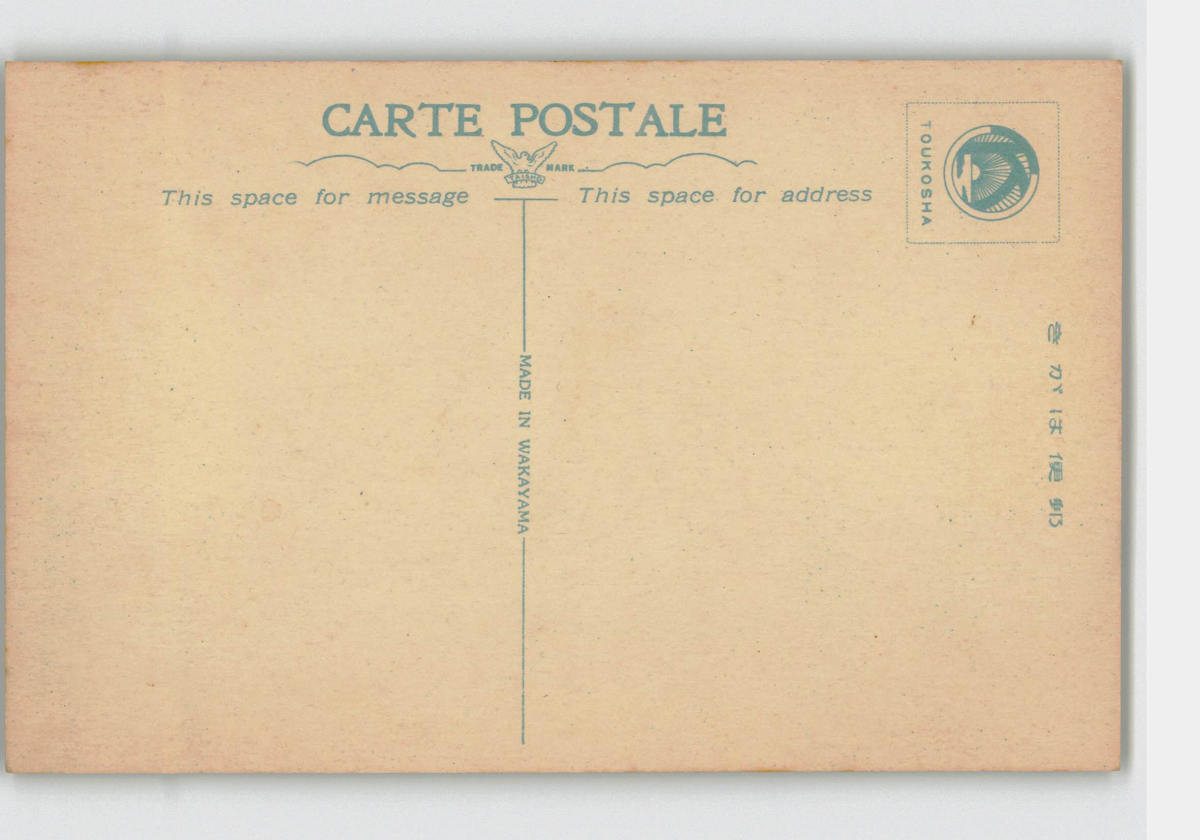 CARTE POSTALE
TRADE MARK
TAISHO
This space for message
This space for address
TOUKOSHA
MADE IN WAKAYAMA
きがは便郵